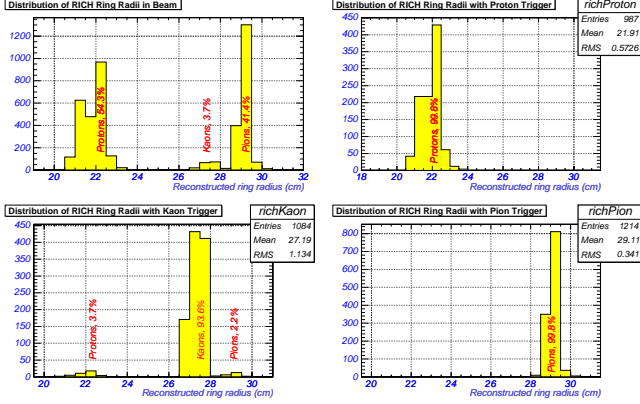 Distribution of RICH Ring Radii in Beam
1200
1000
800
600
400
200
0
Protons, 54.3%
Kaons, 3.7%
Pions, 41.4%
20 22 24 26 28 30 32
Reconstructed ring radius (cm)
Distribution of RICH Ring Radii with Proton Trigger
richProton
Entries 987
Mean 21.91
RMS 0.5726
450
400
350
300
250
200
150
100
50
0
Protons, 99.8%
18 20 22 24 26 28 30
Reconstructed ring radius (cm)
Distribution of RICH Ring Radii with Kaon Trigger
richKaon
Entries 1084
Mean 27.19
RMS 1.134
450
400
350
300
250
200
150
100
50
0
Protons, 3.7%
Kaons, 93.6%
Pions, 2.2%
20 22 24 26 28 30
Reconstructed ring radius (cm)
Distribution of RICH Ring Radii with Pion Trigger
richPion
Entries 1214
Mean 29.11
RMS 0.341
800
700
600
500
400
300
200
100
0
Pions, 99.8%
20 22 24 26 28 30
Reconstructed ring radius (cm)